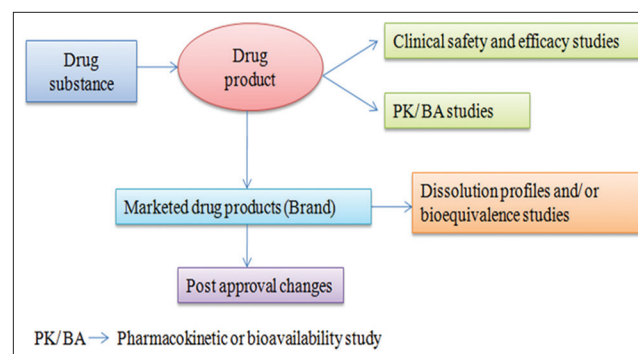 Drug
substance
Drug
product
Clinical safety and efficacy studies
PK/BA studies
Marketed drug products (Brand)
Dissolution profiles and/ or
bioequivalence studies
Post approval changes
PK/BA → Pharmacokinetic or bioavailability study